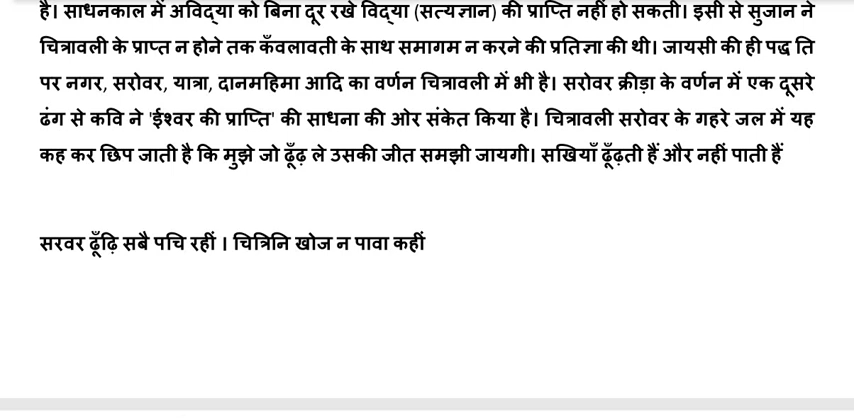 है। साधनकाल में अविद्या को बिना दूर रखे विद्या (सत्यज्ञान) की प्राप्ति नहीं हो सकती। इसी से सुजान ने
चित्रावली के प्राप्त न होने तक कँवलावती के साथ समागम न करने की प्रतिज्ञा की थी। जायसी की ही पद्ध ति
पर नगर, सरोवर, यात्रा, दानमहिमा आदि का वर्णन चित्रावली में भी है। सरोवर क्रीड़ा के वर्णन में एक दूसरे
ढंग से कवि ने 'ईश्वर की प्राप्ति' की साधना की ओर संकेत किया है। चित्रावली सरोवर के गहरे जल में यह
कह कर छिप जाती है कि मुझे जो ढूँढ़ ले उसकी जीत समझी जायगी। सखियाँ ढूँढ़ती हैं और नहीं पाती हैं
सरवर ढूँढ़ि सबै पचि रहीं । चित्रिनि खोज न पावा कहीं